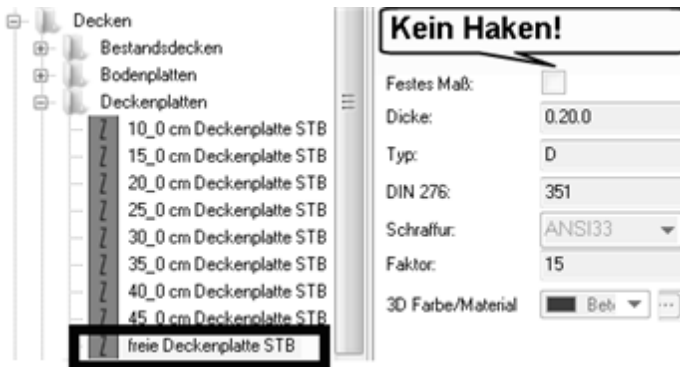 Decken
Bestandsdecken
Bodenplatten
Deckenplatten
10_0 cm Deckenplatte STB
15_0 cm Deckenplatte STB
20_0 cm Deckenplatte STB
25_0 cm Deckenplatte STB
30_0 cm Deckenplatte STB
35_0 cm Deckenplatte STB
40_0 cm Deckenplatte STB
45_0 cm Deckenplatte STB
freie Deckenplatte STB
Kein Haken!
Festes Maß:
Dicke: 0.20.0
Typ: D
DIN 276: 351
Schraffur: ANSI33
Faktor: 15
3D Farbe/Material Bet